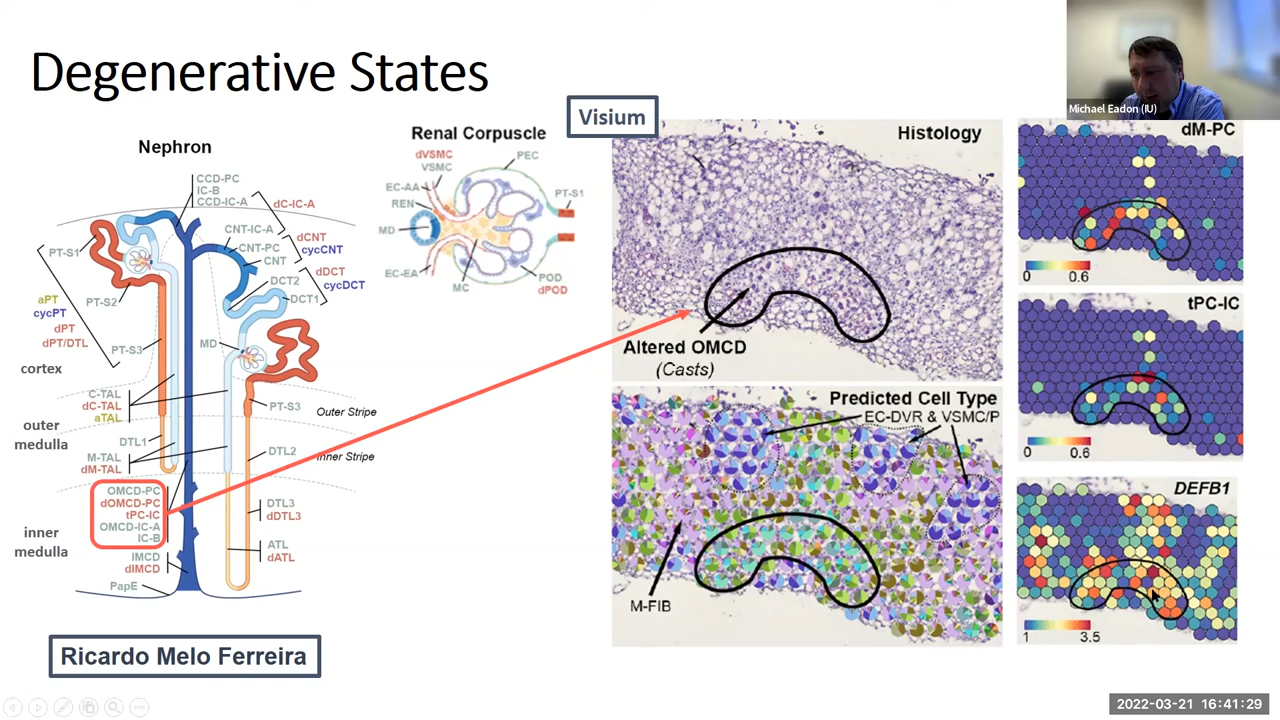 Degenerative States
Michael Eadon (IU)
Visium
Nephron
CCD-PC
IC-B
CCD-IC-A
dC-IC-A
CNT-IC-A
dCNT
cycCNT
CNT-PC
CNT
dDCT
cycDCT
DCT2
DCT1
PT-S1
PT-S2
aPT
cycPT
dPT
dPT/DTL
PT-S3
MD
cortex
C-TAL
dC-TAL
aTAL
PT-S3
Outer Stripe
outer
medulla
DTL1
M-TAL
dM-TAL
DTL2
Inner Stripe
OMCD-PC
dOMCD-PC
tPC-IC
OMCD-IC-A
IC-B
DTL3
dDTL3
inner
medulla
IMCD
dIMCD
ATL
dATL
PapE
Renal Corpuscle
dVSMC
VSMC
PEC
EC-AA
REN
PT-S1
MD
EC-EA
MC
POD
dPOD
Histology
Altered OMCD
(Casts)
Predicted Cell Type
EC-DVR & VSMC/P
M-FIB
dM-PC
0 0.6
tPC-IC
0 0.6
DEFB1
1 3.5
Ricardo Melo Ferreira
2022-03-21 16:41:29